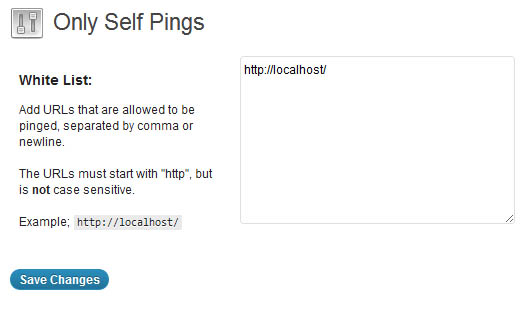 Only Self Pings
White List:
http://localhost/
Add URLs that are allowed to be
pinged, separated by comma or
newline.
The URLs must start with "http", but
is not case sensitive.
Example; http://localhost/
Save Changes